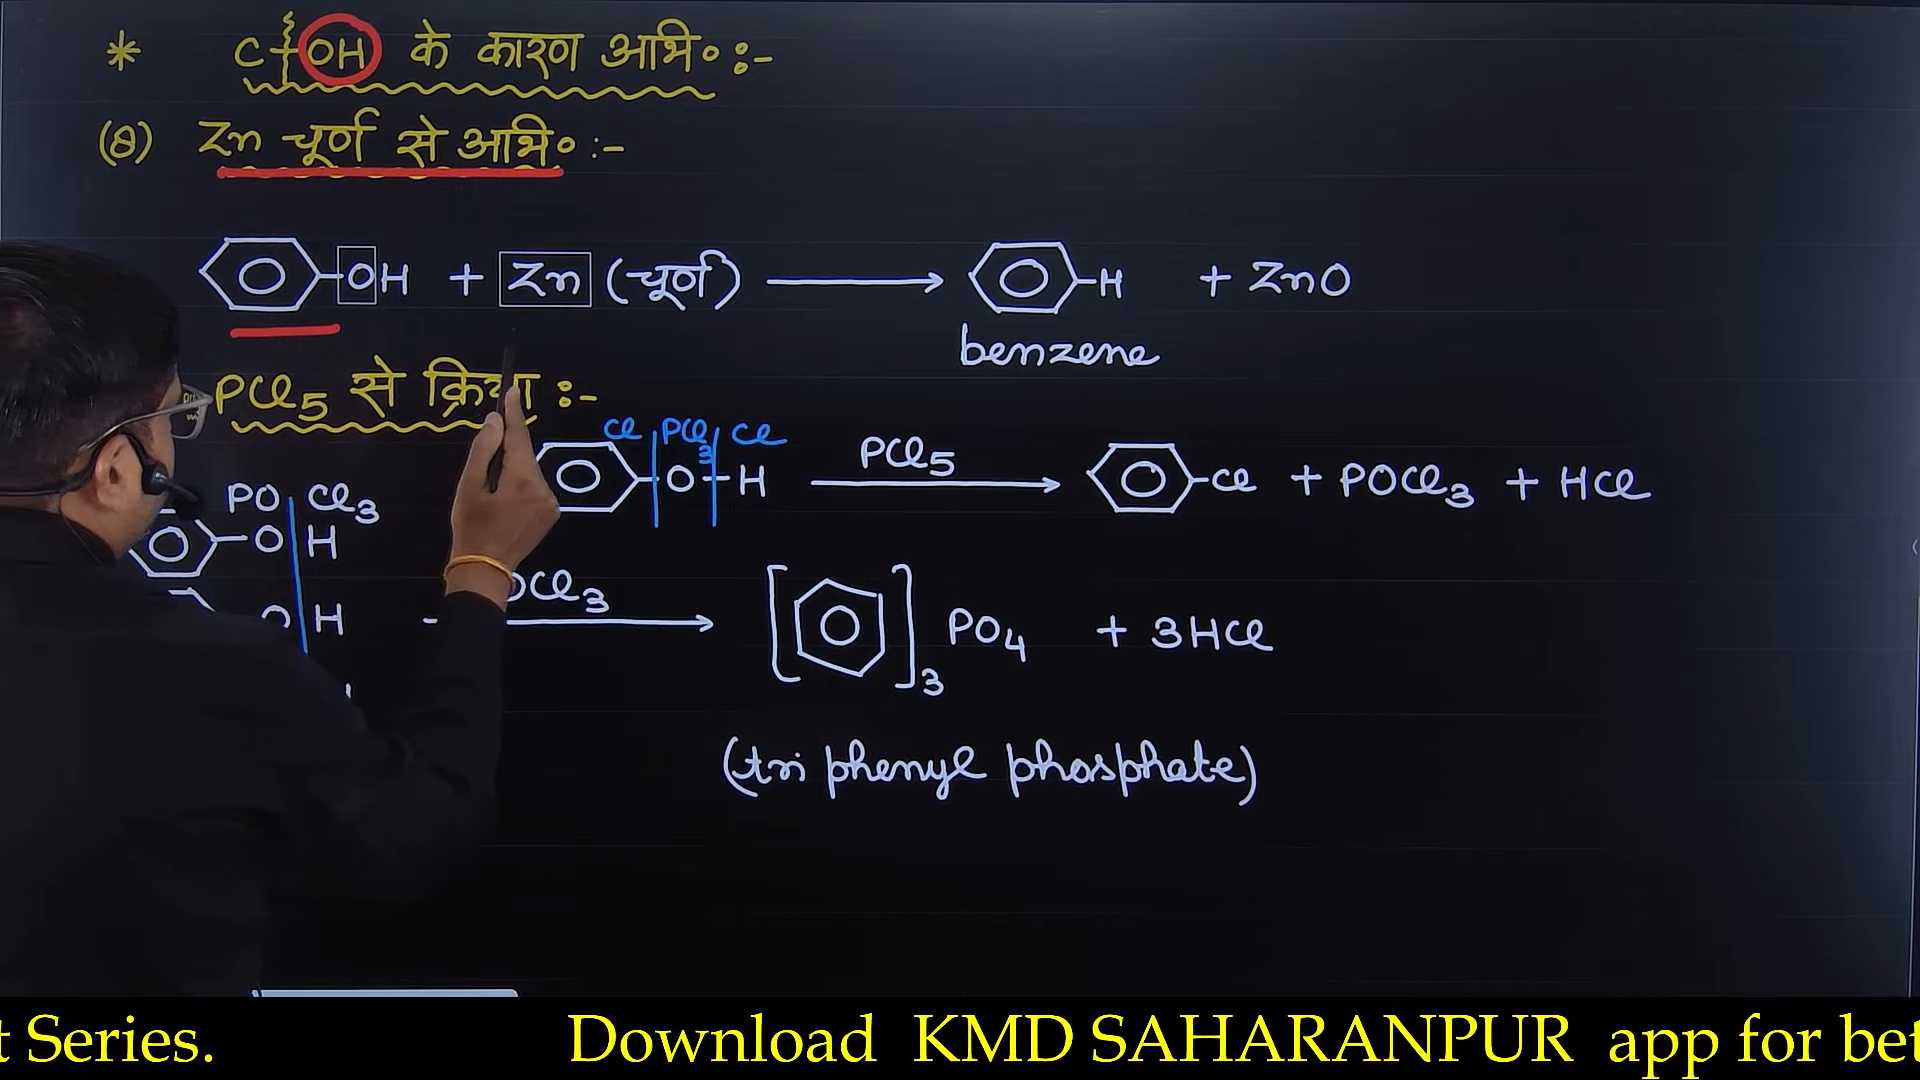 * C OH के कारण अभि० :-
(8) Zn चूर्ण से अभि० :-
OH + Zn (चूर्ण) → H + ZnO
benzene
PCl5 से क्रिया :-
Cl PCl3 Cl
O H PCl5 → Cl + POCl3 + HCl
PO Cl3
O H
O H OCl3 → [ ]3 PO4 + 3HCl
(tri phenyl phosphate)
t Series. Download KMD SAHARANPUR app for bet